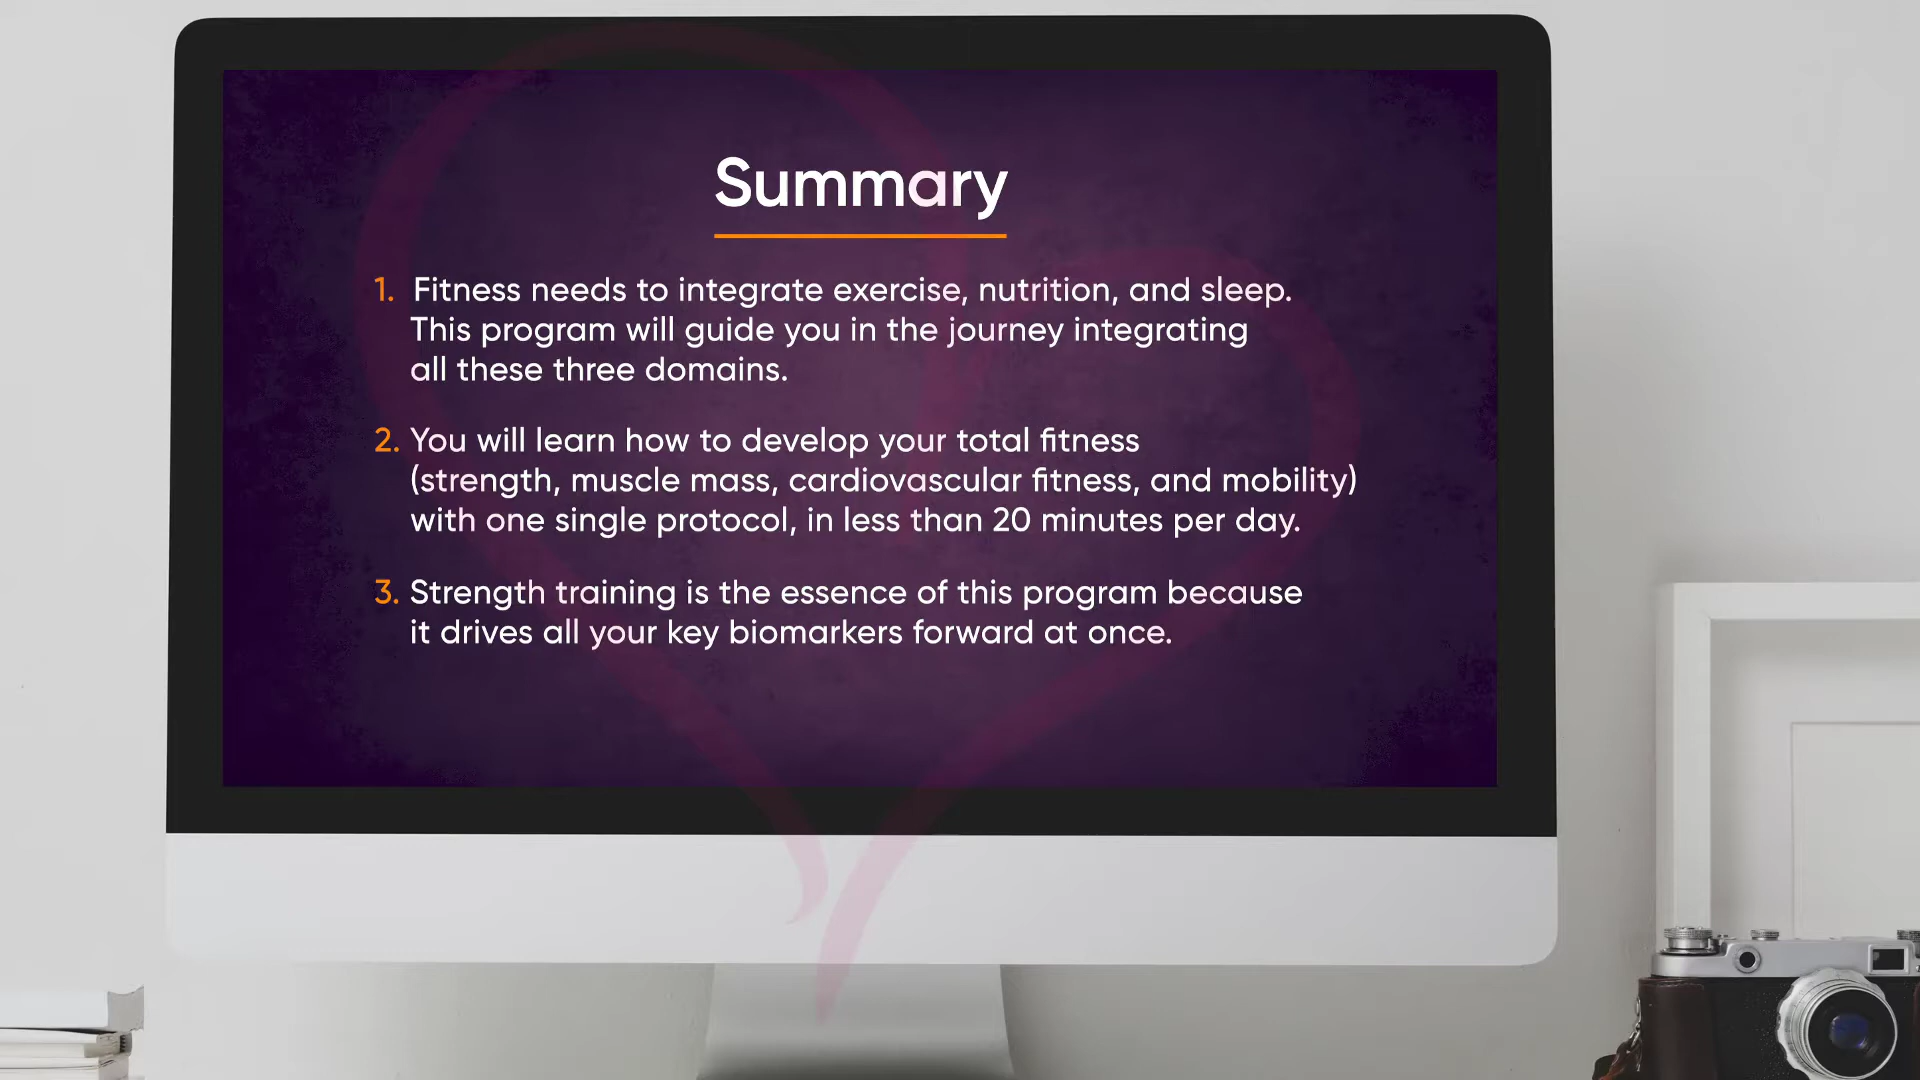 Summary
1. Fitness needs to integrate exercise, nutrition, and sleep.
This program will guide you in the journey integrating
all these three domains.
2. You will learn how to develop your total fitness
(strength, muscle mass, cardiovascular fitness, and mobility)
with one single protocol, in less than 20 minutes per day.
3. Strength training is the essence of this program because
it drives all your key biomarkers forward at once.